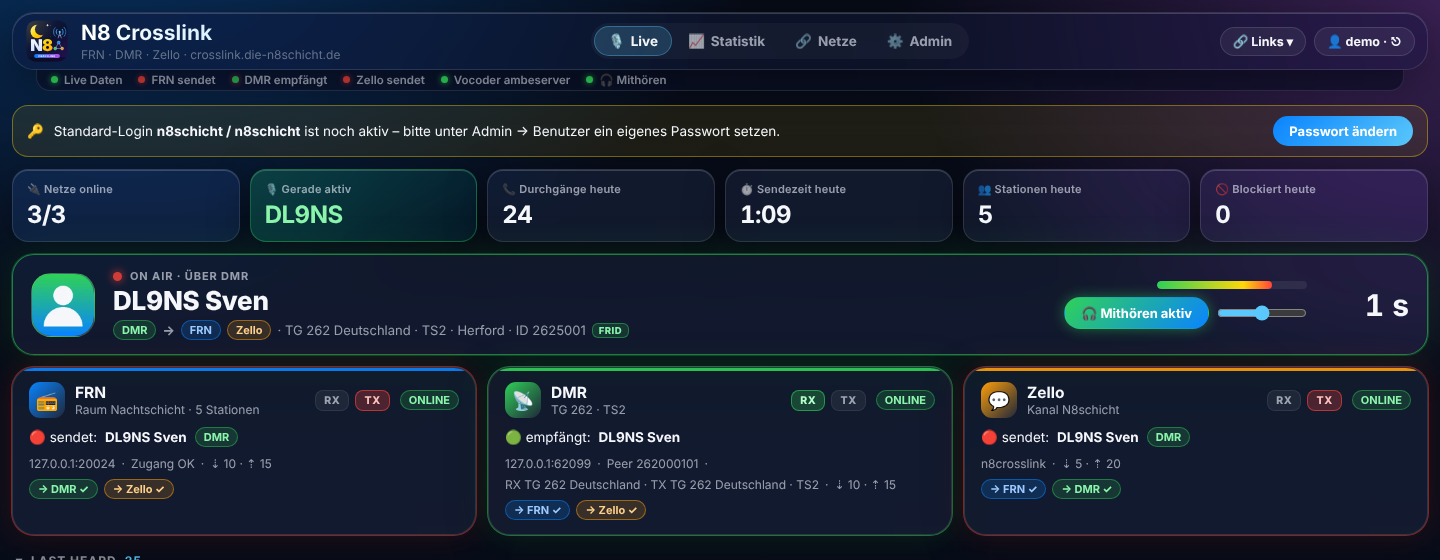 N8 Crosslink
FRN · DMR · Zello · crosslink.die-n8schicht.de
Live
Statistik
Netze
Admin
Links ▾
demo ·
Live Daten
FRN sendet
DMR empfängt
Zello sendet
Vocoder ambeserver
Mithören
Standard-Login n8schicht / n8schicht ist noch aktiv – bitte unter Admin → Benutzer ein eigenes Passwort setzen.
Passwort ändern
Netze online
3/3
Gerade aktiv
DL9NS
Durchgänge heute
24
Sendezeit heute
1:09
Stationen heute
5
Blockiert heute
0
ON AIR · ÜBER DMR
DL9NS Sven
DMR → FRN Zello · TG 262 Deutschland · TS2 · Herford · ID 2625001 FRID
Mithören aktiv
1 s
FRN
Raum Nachtschicht · 5 Stationen
RX TX ONLINE
sendet: DL9NS Sven DMR
127.0.0.1:20024 · Zugang OK · ↓ 10 · ↑ 15
→ DMR ✓ → Zello ✓
DMR
TG 262 · TS2
RX TX ONLINE
empfängt: DL9NS Sven
127.0.0.1:62099 · Peer 262000101 ·
RX TG 262 Deutschland · TX TG 262 Deutschland · TS2 · ↓ 10 · ↑ 15
→ FRN ✓ → Zello ✓
Zello
Kanal N8schicht
RX TX ONLINE
sendet: DL9NS Sven DMR
n8crosslink · ↓ 5 · ↑ 20
→ FRN ✓ → DMR ✓